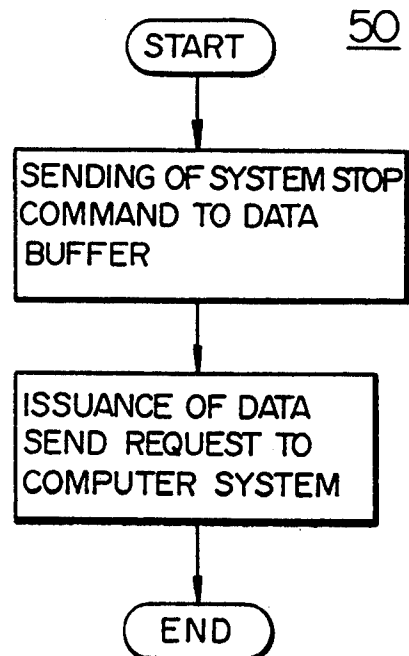 50
START
SENDING OF SYSTEM STOP
COMMAND TO DATA
BUFFER
ISSUANCE OF DATA
SEND REQUEST TO
COMPUTER SYSTEM
END